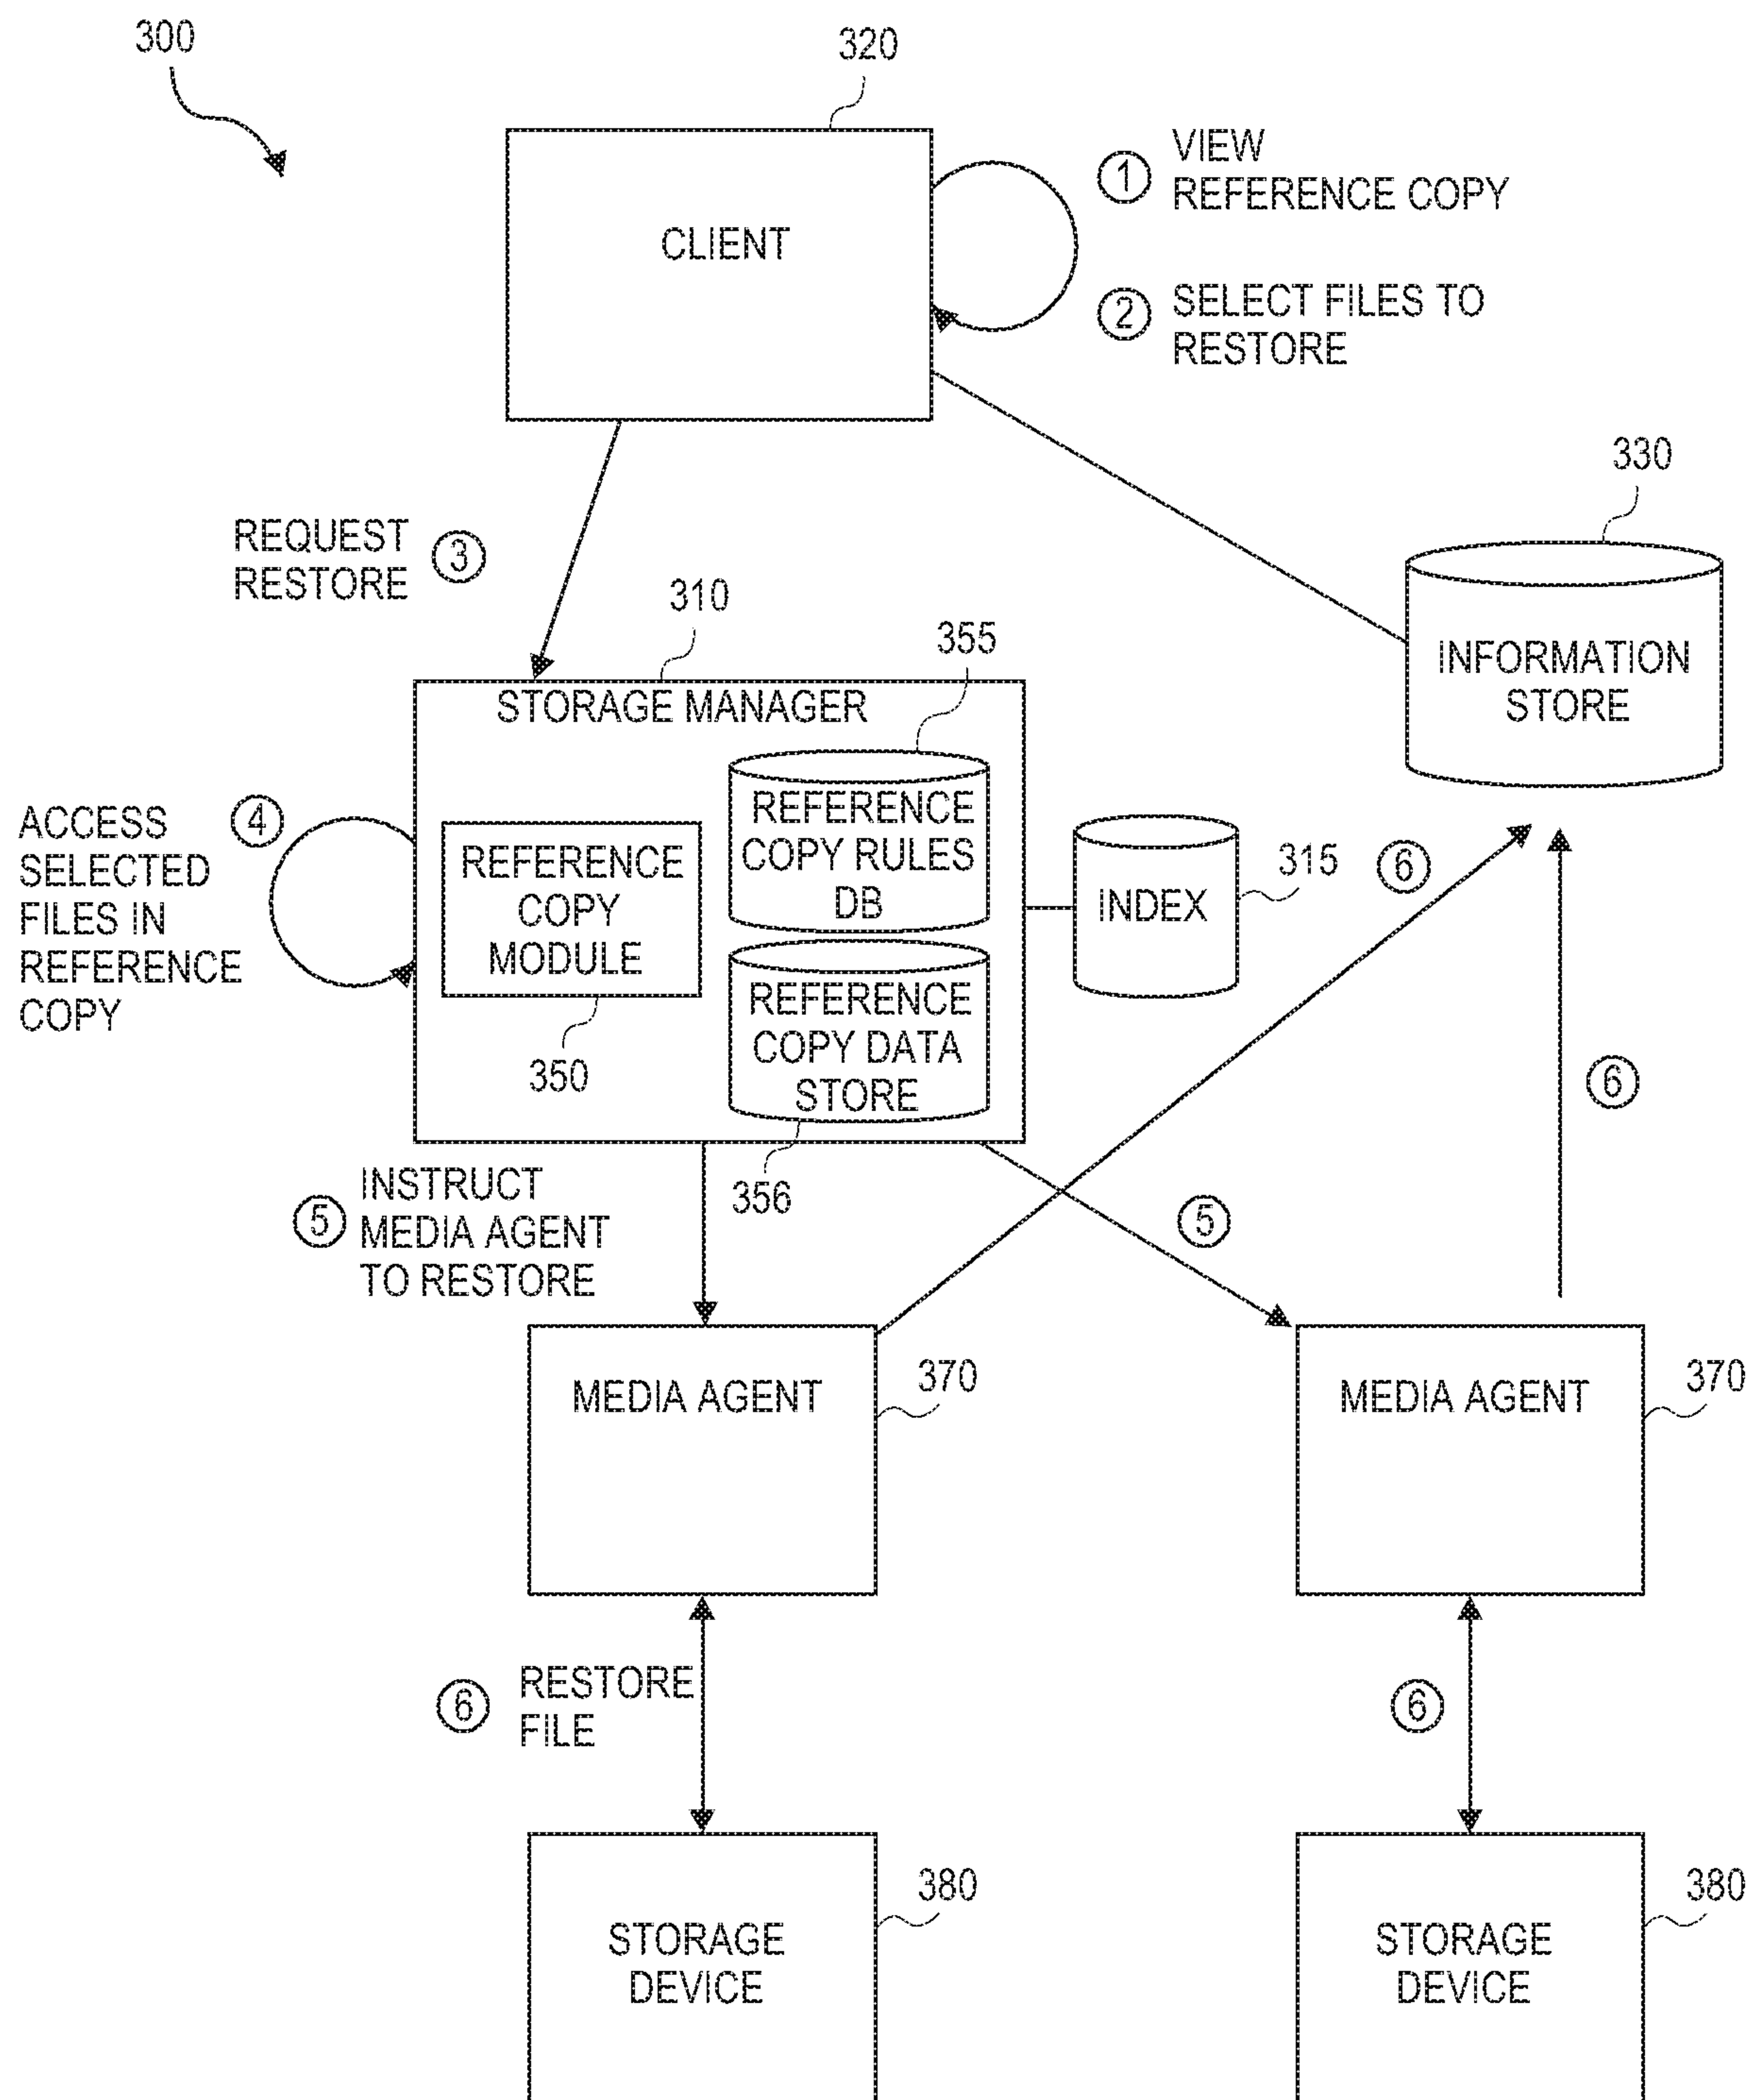 300
320
CLIENT
① VIEW
REFERENCE COPY
② SELECT FILES TO
RESTORE
330
INFORMATION
STORE
REQUEST
RESTORE ③
310
355
STORAGE MANAGER
REFERENCE
COPY RULES
DB
REFERENCE
COPY
MODULE
350
REFERENCE
COPY DATA
STORE
356
INDEX
315
④
ACCESS
SELECTED
FILES IN
REFERENCE
COPY
⑥
⑥
⑤ INSTRUCT
MEDIA AGENT
TO RESTORE
⑤
MEDIA AGENT
370
MEDIA AGENT
370
⑥ RESTORE
FILE
⑥
STORAGE
DEVICE
380
STORAGE
DEVICE
380